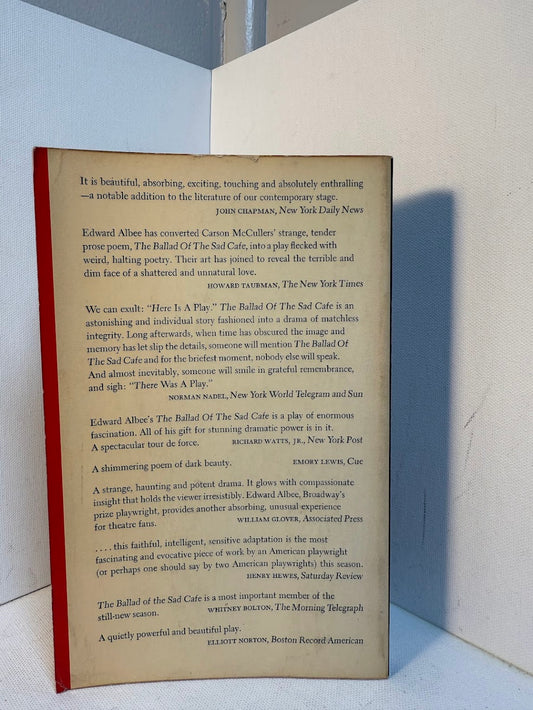 It is beautiful, absorbing, exciting, touching and absolutely enthralling
—a notable addition to the literature of our contemporary stage.
JOHN CHAPMAN, New York Daily News
Edward Albee has converted Carson McCullers' strange, tender
prose poem, The Ballad Of The Sad Cafe, into a play flecked with
weird, halting poetry. Their art has joined to reveal the terrible and
dim face of a shattered and unnatural love.
HOWARD TAUBMAN, The New York Times
We can exult: "Here Is A Play." The Ballad Of The Sad Cafe is an
astonishing and individual story fashioned into a drama of matchless
integrity. Long afterwards, when time has obscured the image and
memory has let slip the details, someone will mention The Ballad Of
The Sad Cafe and for the briefest moment, nobody else will speak.
And almost inevitably, someone will smile in grateful remembrance,
and sigh: "There Was A Play."
NORMAN NADEL, New York World Telegram and Sun
Edward Albee's The Ballad Of The Sad Cafe is a play of enormous
fascination. All of his gift for stunning dramatic power is in it.
A spectacular tour de force. RICHARD WATTS, JR., New York Post
A shimmering poem of dark beauty. EMORY LEWIS, Cue
A strange, haunting and potent drama. It glows with compassionate
insight that holds the viewer irresistibly. Edward Albee, Broadway's
prize playwright, provides another absorbing, unusual experience
for theatre fans. WILLIAM GLOVER, Associated Press
. . . . this faithful, intelligent, sensitive adaptation is the most
fascinating and evocative piece of work by an American playwright
(or perhaps one should say by two American playwrights) this season.
HENRY HEWES, Saturday Review
The Ballad of the Sad Cafe is a most important member of the
still-new season. WHITNEY BOLTON, The Morning Telegraph
A quietly powerful and beautiful play.
ELLIOTT NORTON, Boston Record American